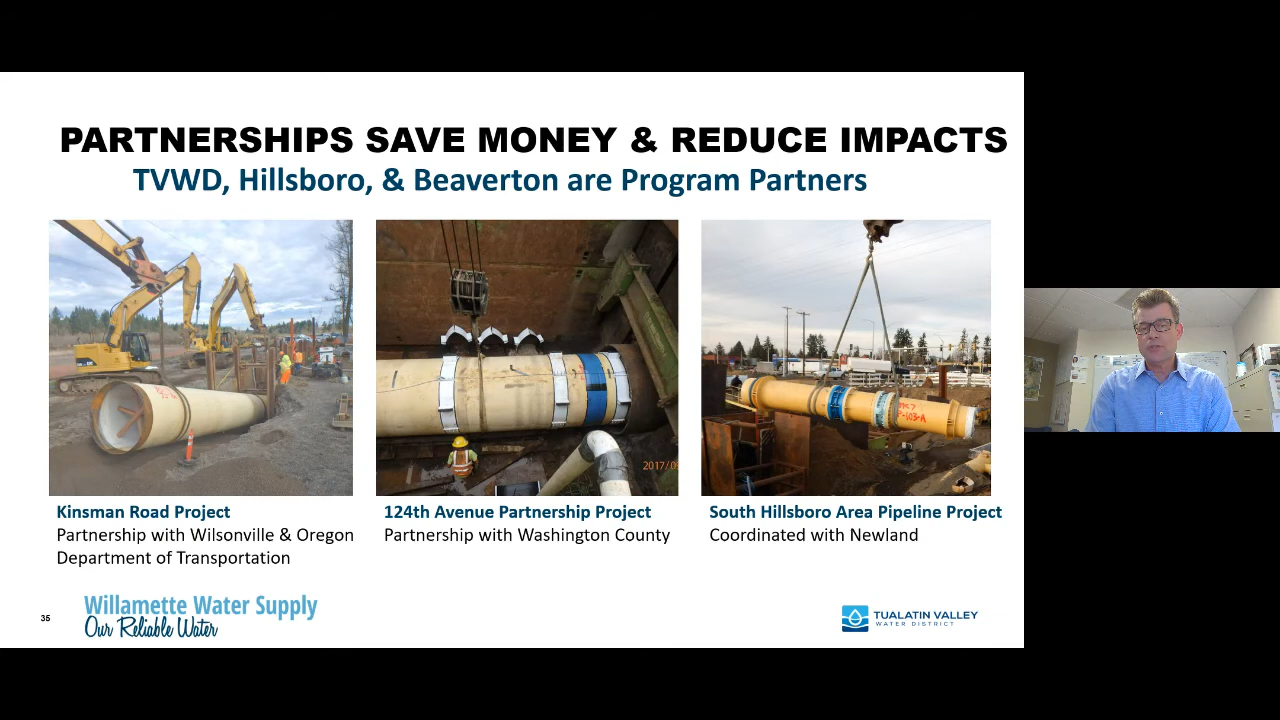 PARTNERSHIPS SAVE MONEY & REDUCE IMPACTS
TVWD, Hillsboro, & Beaverton are Program Partners
2017/0
Kinsman Road Project
Partnership with Wilsonville & Oregon
Department of Transportation
124th Avenue Partnership Project
Partnership with Washington County
South Hillsboro Area Pipeline Project
Coordinated with Newland
35
Willamette Water Supply
Our Reliable Water
TUALATIN VALLEY
WATER DISTRICT